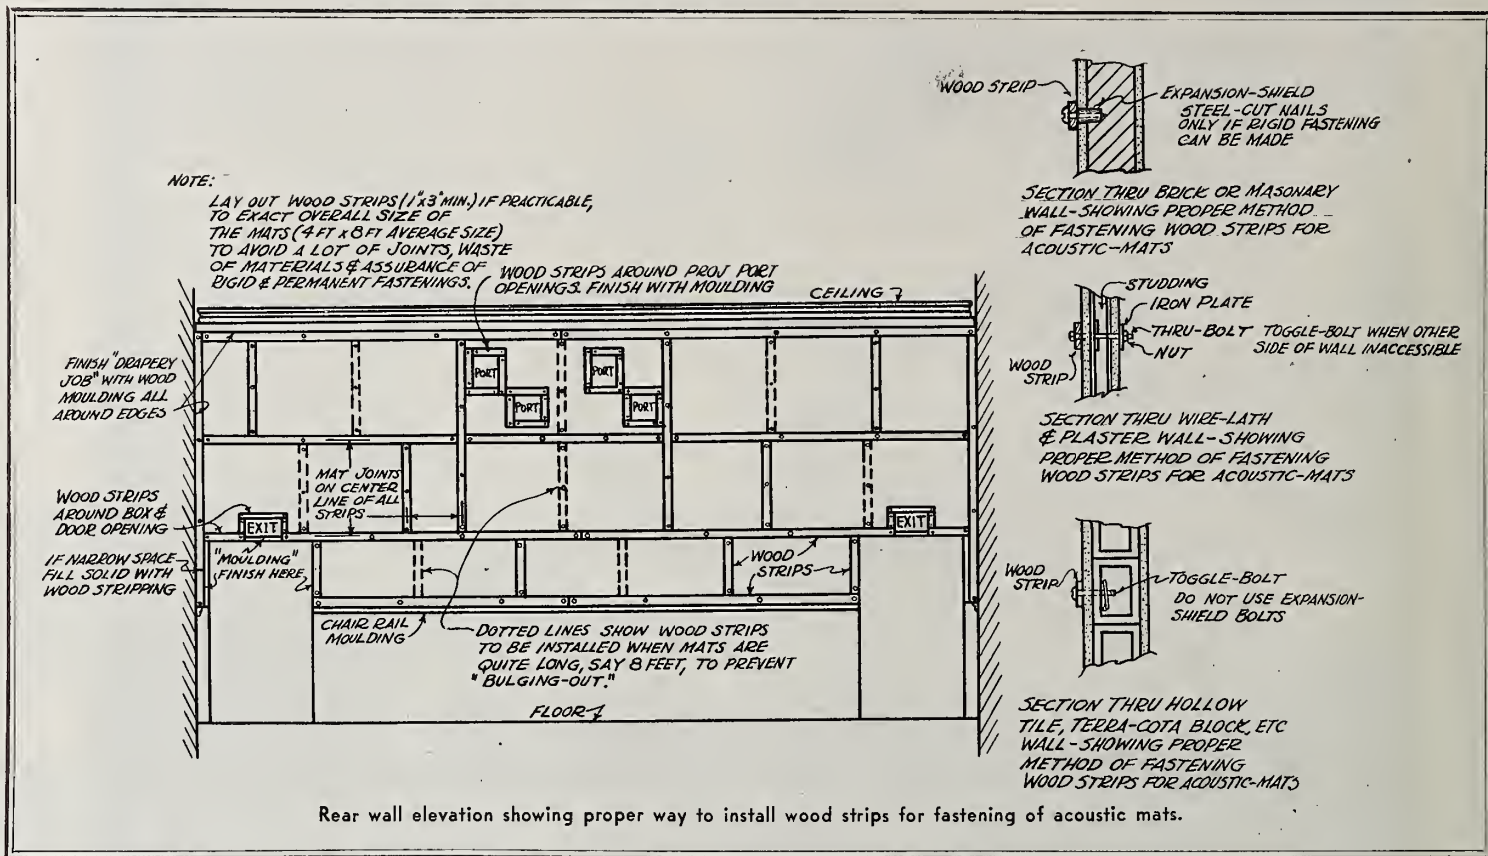 NOTE:
LAY OUT WOOD STRIPS (1"x3" MIN.) IF PRACTICABLE,
TO EXACT OVERALL SIZE OF
THE MATS (4 FT x 8 FT AVERAGE SIZE)
TO AVOID A LOT OF JOINTS, WASTE
OF MATERIALS & ASSURANCE OF
RIGID & PERMANENT FASTENINGS.
WOOD STRIPS AROUND PROJ PORT
OPENINGS. FINISH WITH MOULDING
CEILING
FINISH "DRAPERY
JOB" WITH WOOD
MOULDING ALL
AROUND EDGES
PORT
PORT
PORT
PORT
MAT JOINTS
ON CENTER
LINE OF ALL
STRIPS
WOOD STRIPS
AROUND BOX &
DOOR OPENING
EXIT
EXIT
IF NARROW SPACE
FILL SOLID WITH
WOOD STRIPPING
"MOULDING"
FINISH HERE
WOOD
STRIPS
CHAIR RAIL
MOULDING
DOTTED LINES SHOW WOOD STRIPS
TO BE INSTALLED WHEN MATS ARE
QUITE LONG, SAY 8 FEET, TO PREVENT
"BULGING-OUT."
FLOOR
WOOD STRIP
EXPANSION-SHIELD
STEEL-CUT NAILS
ONLY IF RIGID FASTENING
CAN BE MADE
SECTION THRU BRICK OR MASONARY
WALL-SHOWING PROPER METHOD
OF FASTENING WOOD STRIPS FOR
ACOUSTIC-MATS
STUDDING
IRON PLATE
THRU-BOLT TOGGLE-BOLT WHEN OTHER
SIDE OF WALL INACCESSIBLE
NUT
WOOD
STRIP
SECTION THRU WIRE-LATH
& PLASTER WALL-SHOWING
PROPER METHOD OF FASTENING
WOOD STRIPS FOR ACOUSTIC-MATS
WOOD
STRIP
TOGGLE-BOLT
DO NOT USE EXPANSION-
SHIELD BOLTS
SECTION THRU HOLLOW
TILE, TERRA-COTA BLOCK, ETC
WALL-SHOWING PROPER
METHOD OF FASTENING
WOOD STRIPS FOR ACOUSTIC-MATS
Rear wall elevation showing proper way to install wood strips for fastening of acoustic mats.